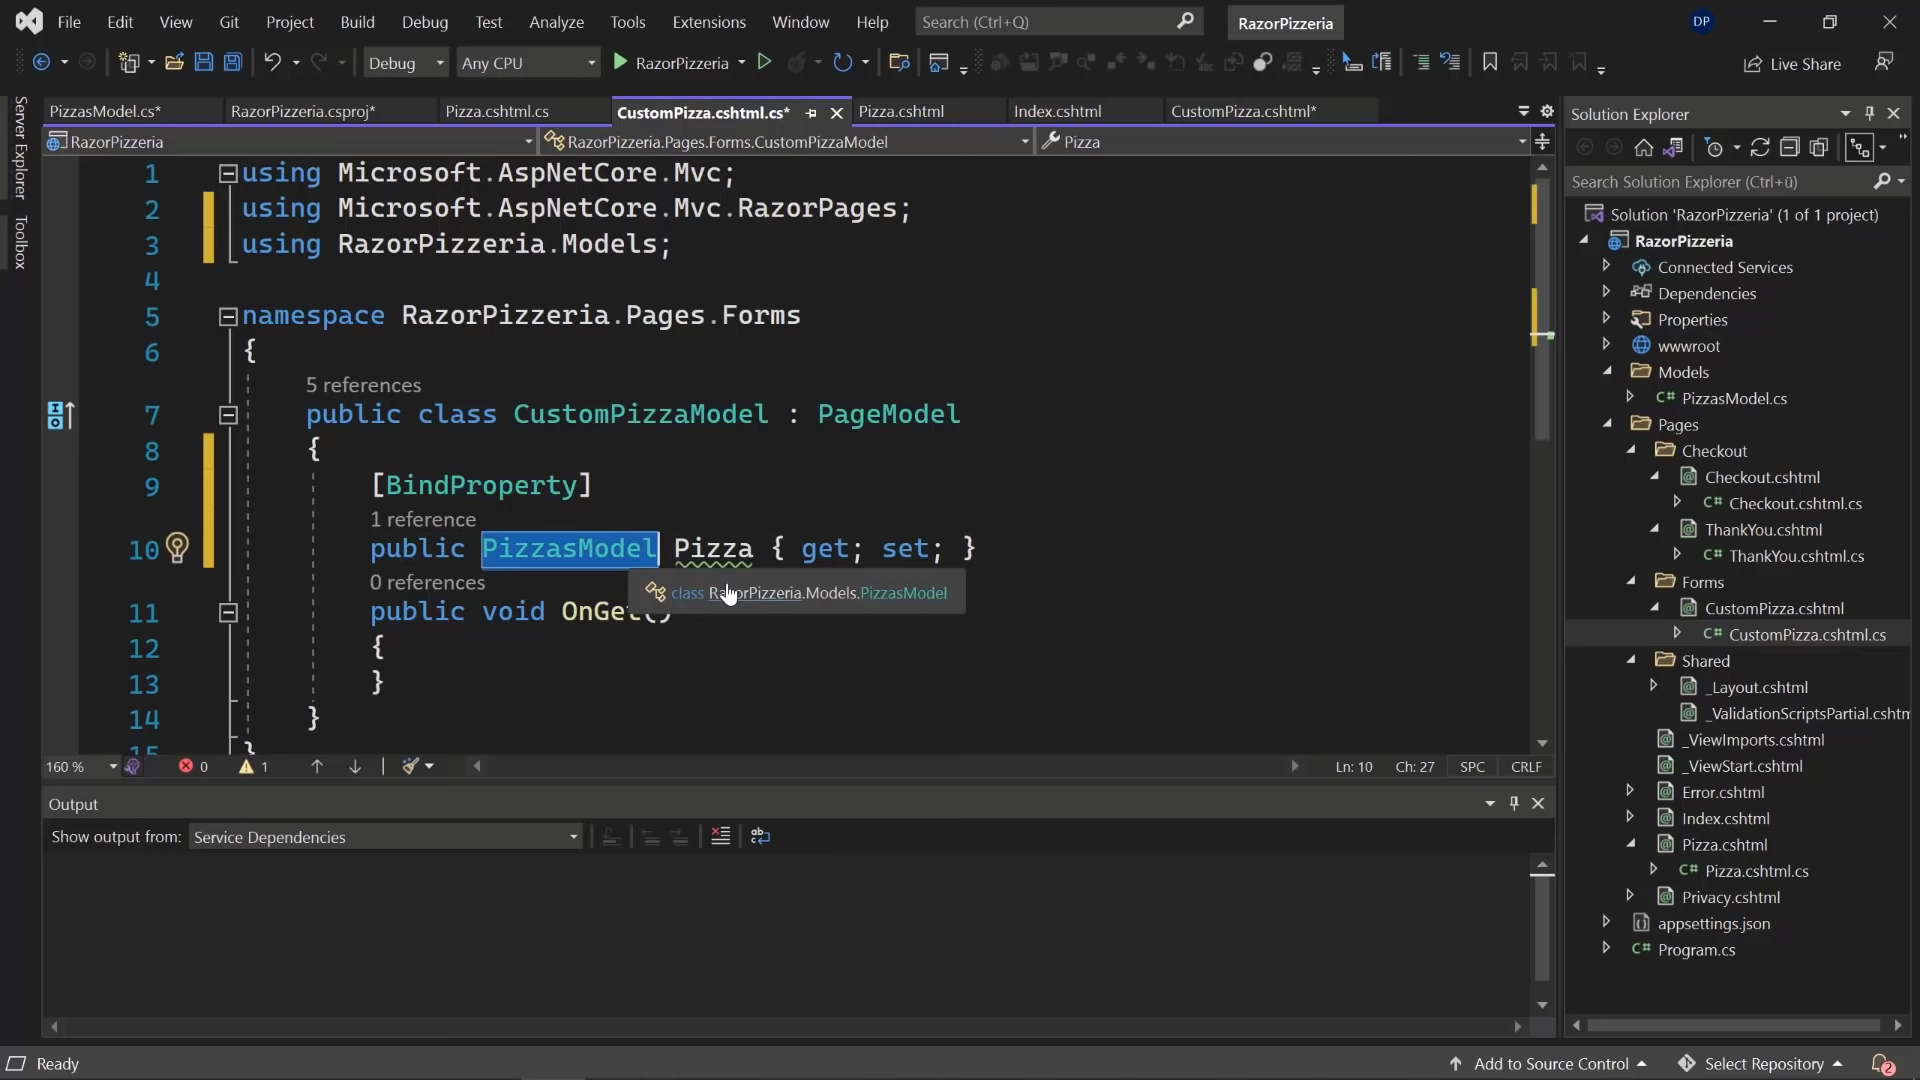 File Edit View Git Project Build Debug Test Analyze Tools Extensions Window Help Search (Ctrl+Q) RazorPizzeria DP
Debug Any CPU RazorPizzeria Live Share
PizzasModel.cs* RazorPizzeria.csproj* Pizza.cshtml.cs CustomPizza.cshtml.cs* Pizza.cshtml Index.cshtml CustomPizza.cshtml*
RazorPizzeria RazorPizzeria.Pages.Forms.CustomPizzaModel Pizza
Server Explorer
Toolbox
1 using Microsoft.AspNetCore.Mvc;
2 using Microsoft.AspNetCore.Mvc.RazorPages;
3 using RazorPizzeria.Models;
4
5 namespace RazorPizzeria.Pages.Forms
6 {
5 references
7 public class CustomPizzaModel : PageModel
8 {
9 [BindProperty]
1 reference
10 public PizzasModel Pizza { get; set; }
0 references
class RazorPizzeria.Models.PizzasModel
11 public void OnGet()
12 {
13 }
14 }
15 }
160 % 0 1 Ln: 10 Ch: 27 SPC CRLF
Output
Show output from: Service Dependencies
Solution Explorer
Search Solution Explorer (Ctrl+ü)
Solution 'RazorPizzeria' (1 of 1 project)
RazorPizzeria
Connected Services
Dependencies
Properties
wwwroot
Models
C# PizzasModel.cs
Pages
Checkout
Checkout.cshtml
C# Checkout.cshtml.cs
ThankYou.cshtml
C# ThankYou.cshtml.cs
Forms
CustomPizza.cshtml
C# CustomPizza.cshtml.cs
Shared
_Layout.cshtml
_ValidationScriptsPartial.cshtm
_ViewImports.cshtml
_ViewStart.cshtml
Error.cshtml
Index.cshtml
Pizza.cshtml
C# Pizza.cshtml.cs
Privacy.cshtml
appsettings.json
C# Program.cs
Ready Add to Source Control Select Repository 2